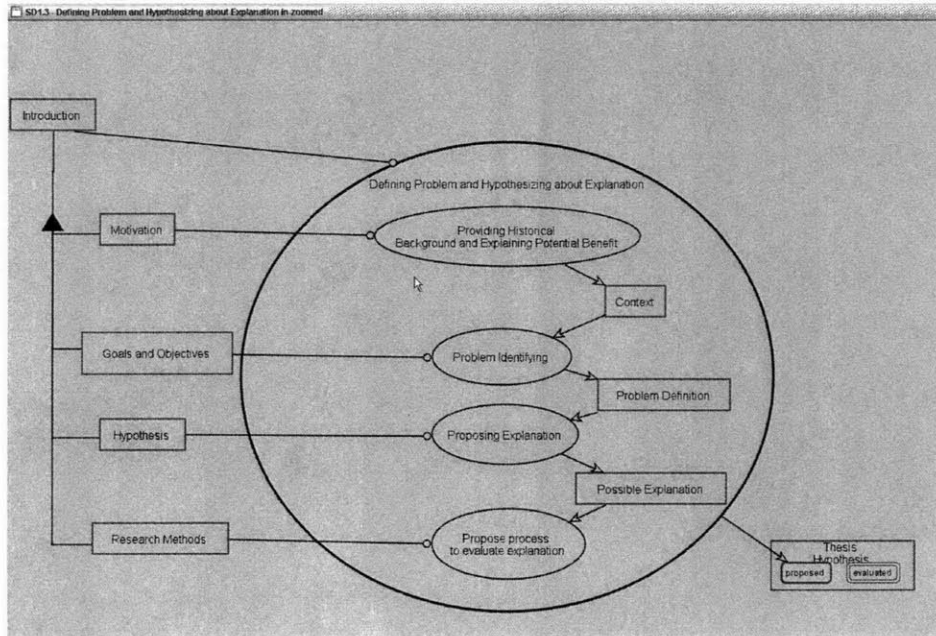 SD1.3 - Defining Problem and Hypothesizing about Explanation in-zoomed
Introduction
Defining Problem and Hypothesizing about Explanation
Motivation
Providing Historical
Background and Explaining Potential Benefit
Context
Goals and Objectives
Problem Identifying
Problem Definition
Hypothesis
Proposing Explanation
Possible Explanation
Research Methods
Propose process
to evaluate explanation
Thesis
Hypothesis
proposed
evaluated